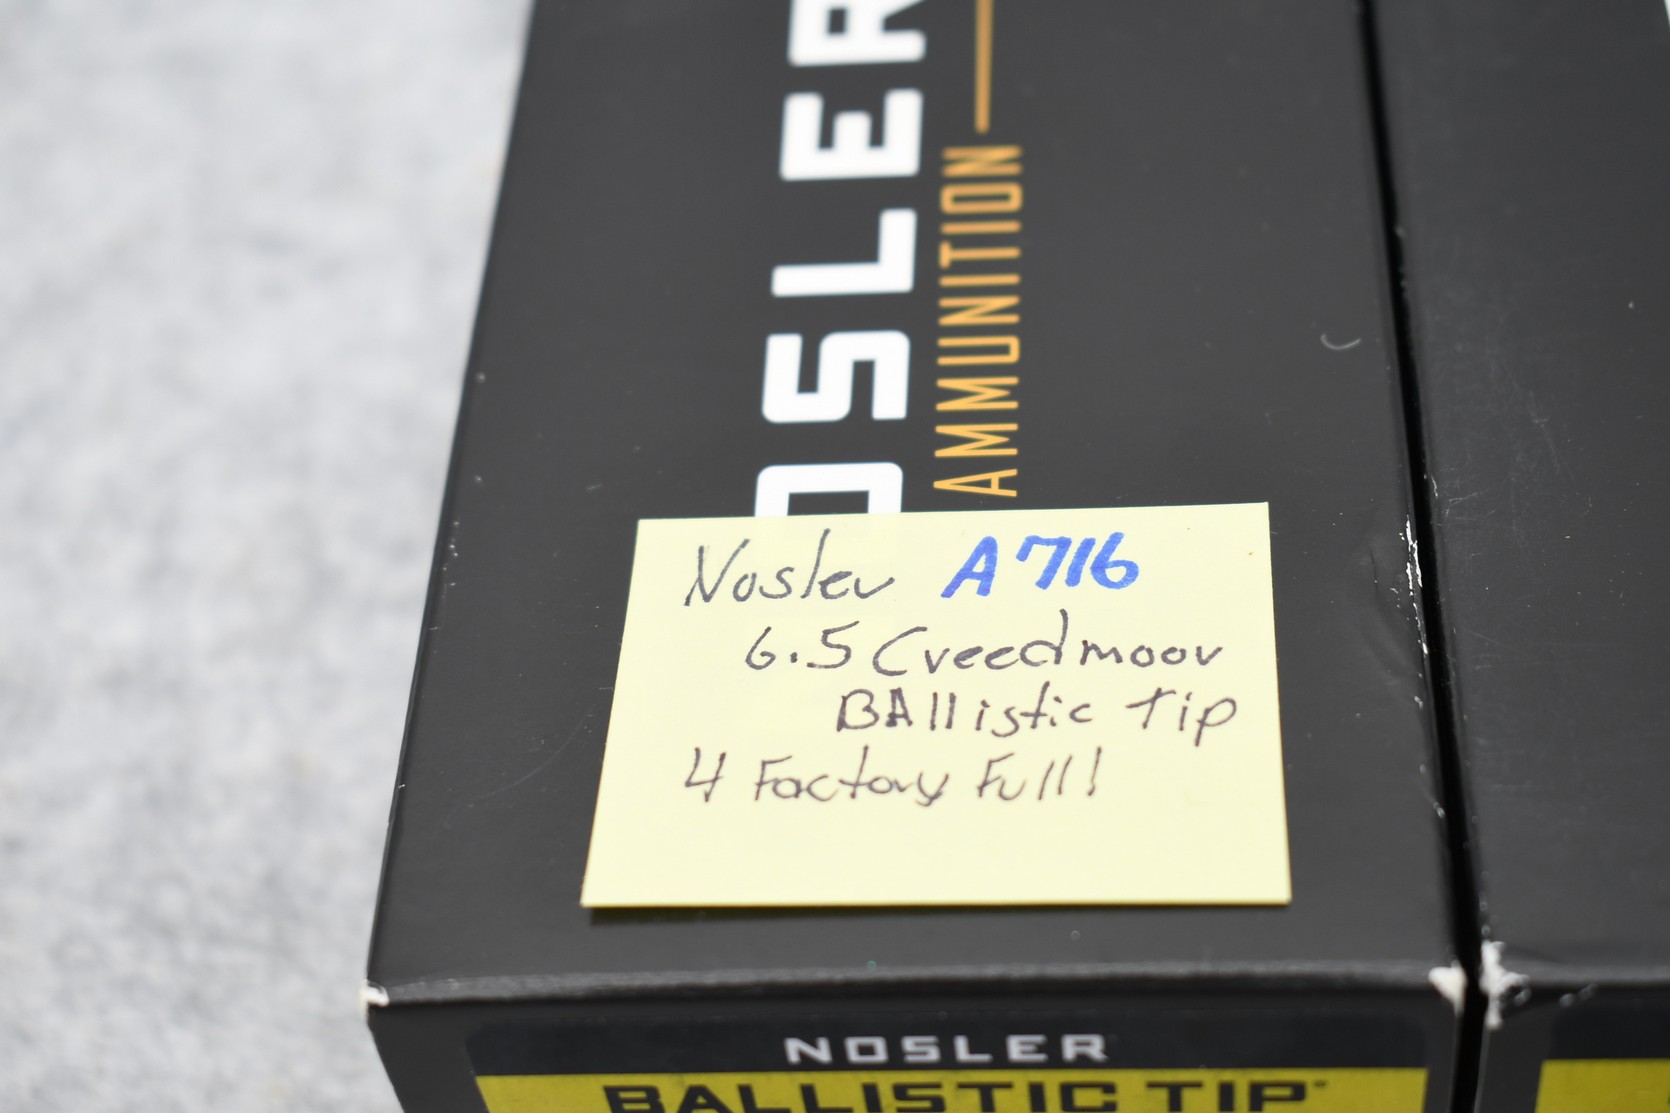 NOSLER
AMMUNITION
Nosler A716
6.5 Creedmoor
BAllistic Tip
4 Factory Full!
NOSLER
BALLISTIC TIP